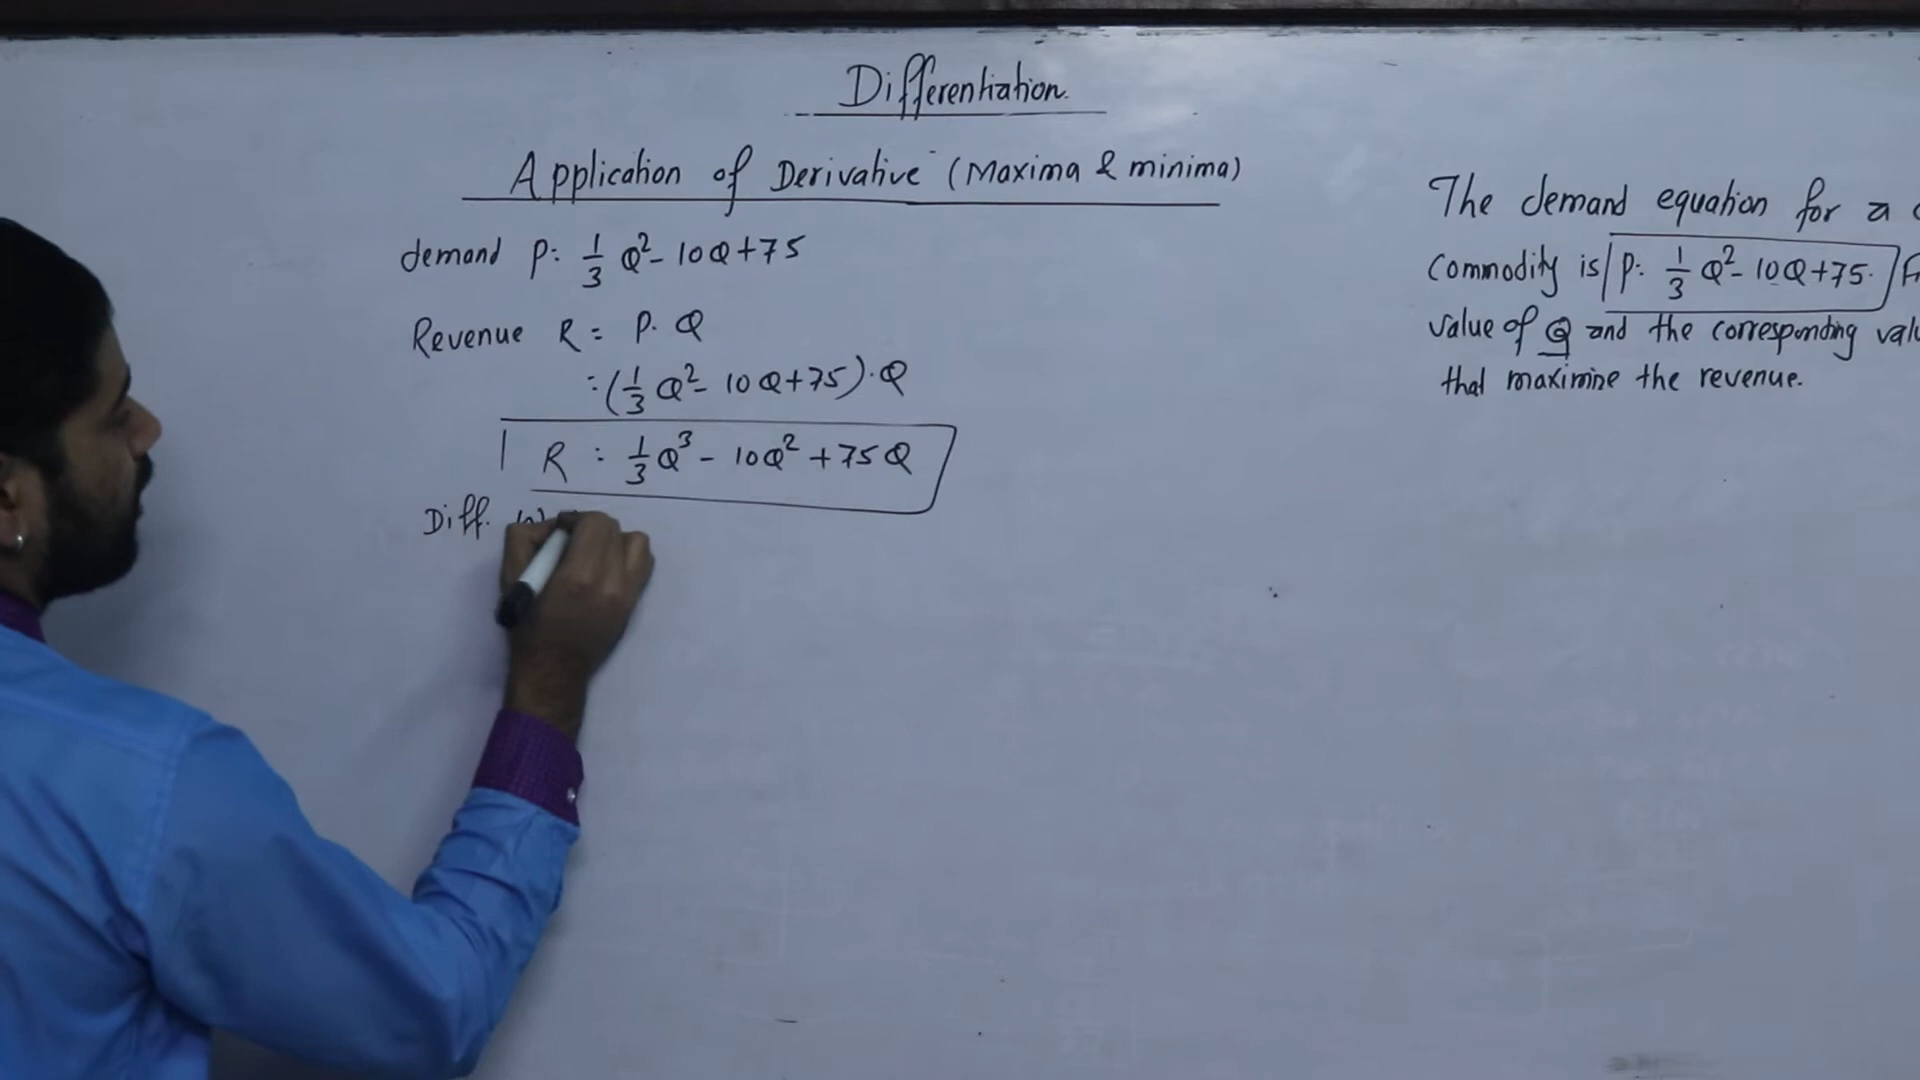 Differentiation.
Application of Derivative (Maxima & minima)
demand P: 1/3 Q² - 10Q + 75
Revenue R = P. Q
: (1/3 Q² - 10Q + 75) . Q
R : 1/3 Q³ - 10Q² + 75Q
Diff.
The demand equation for a
Commodity is P: 1/3 Q² - 10Q + 75.
value of Q and the corresponding
that maximize the revenue.